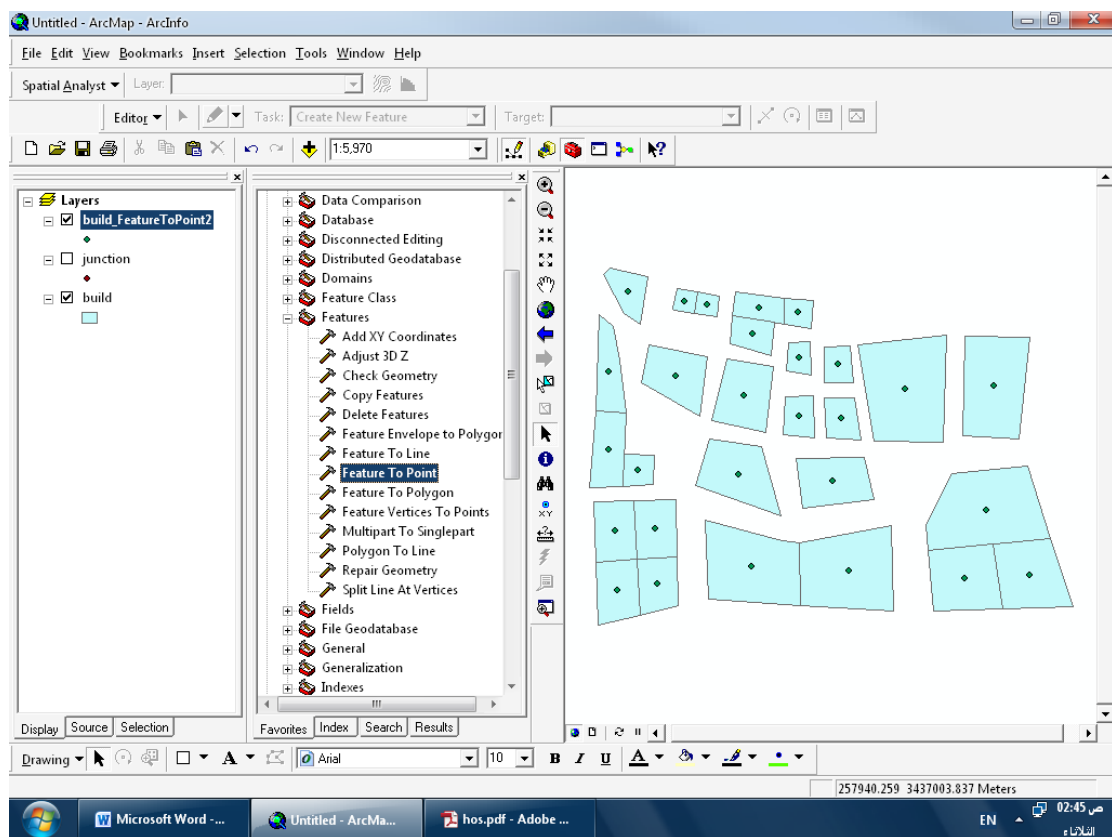 Untitled - ArcMap - ArcInfo
File Edit View Bookmarks Insert Selection Tools Window Help
Spatial Analyst Layer:
Editor Task: Create New Feature Target:
1:5,970
Layers
build_FeatureToPoint2
junction
build
Display Source Selection
Data Comparison
Database
Disconnected Editing
Distributed Geodatabase
Domains
Feature Class
Features
Add XY Coordinates
Adjust 3D Z
Check Geometry
Copy Features
Delete Features
Feature Envelope to Polygon
Feature To Line
Feature To Point
Feature To Polygon
Feature Vertices To Points
Multipart To Singlepart
Polygon To Line
Repair Geometry
Split Line At Vertices
Fields
File Geodatabase
General
Generalization
Indexes
Favorites Index Search Results
XY
Drawing A Arial 10 B I U A
257940.259 3437003.837 Meters
Microsoft Word -... Untitled - ArcMa... hos.pdf - Adobe ... EN 02:45 ص
الثلاثاء